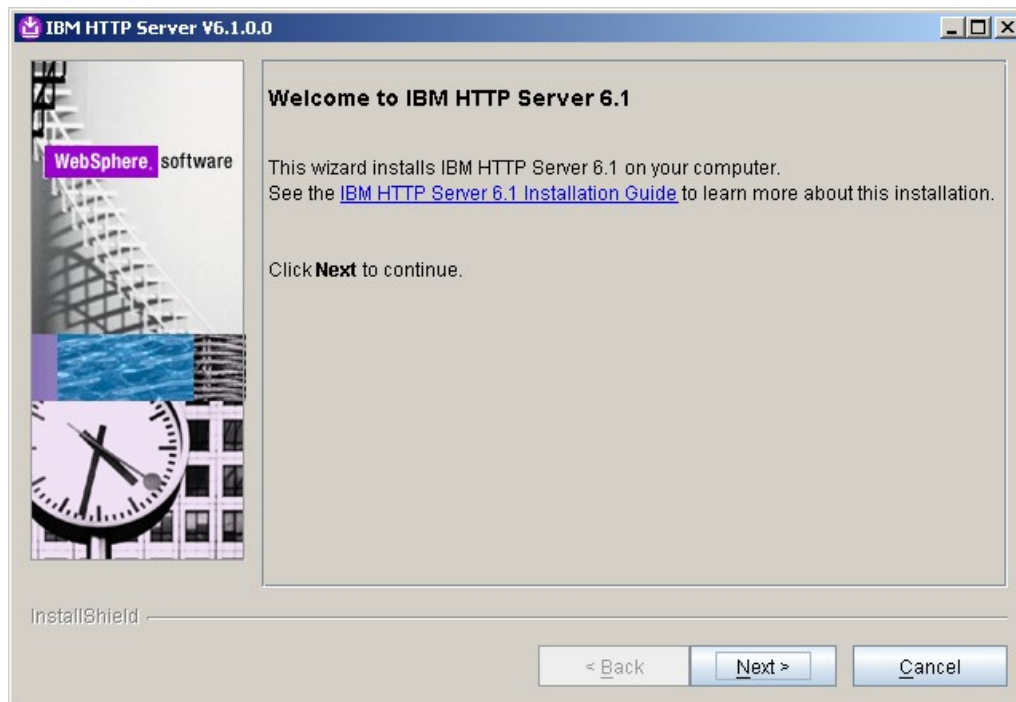 IBM HTTP Server V6.1.0.0
WebSphere. software
Welcome to IBM HTTP Server 6.1
This wizard installs IBM HTTP Server 6.1 on your computer.
See the IBM HTTP Server 6.1 Installation Guide to learn more about this installation.
Click Next to continue.
InstallShield
< Back
Next >
Cancel